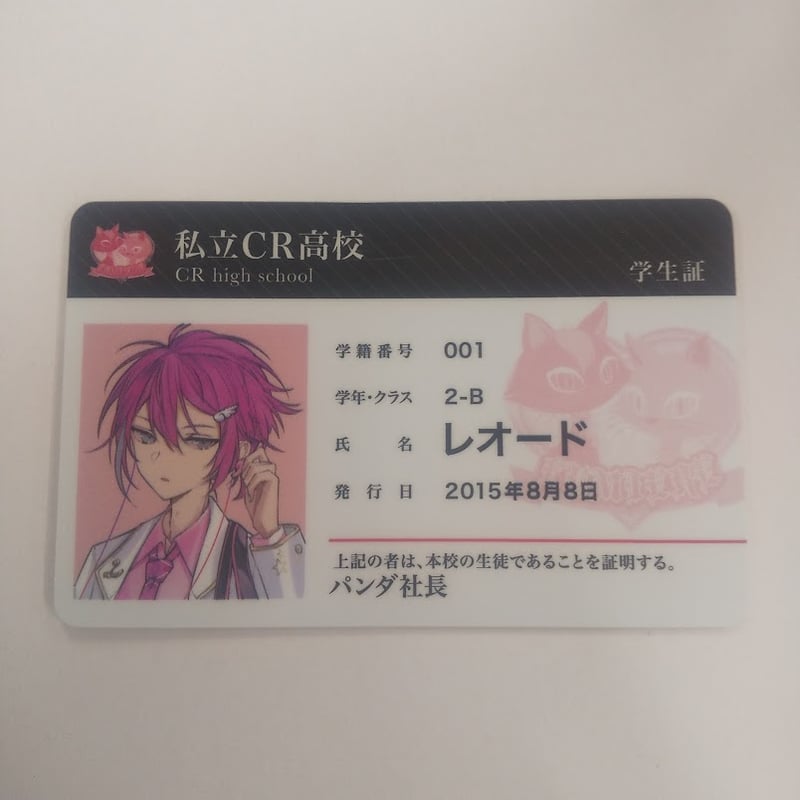 私立CR高校
CR high school
学生証
学籍番号 001
学年・クラス 2-B
氏名 レオード
発行日 2015年8月8日
上記の者は、本校の生徒であることを証明する。
パンダ社長